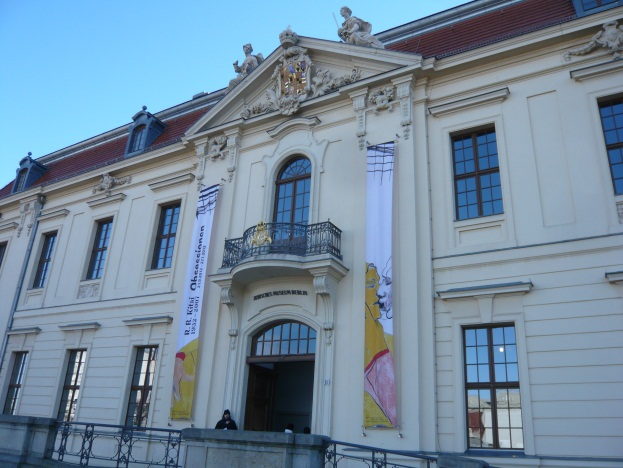 R. B. Kitaj Obsessionen
1932–2007
JÜDISCHES MUSEUM BERLIN